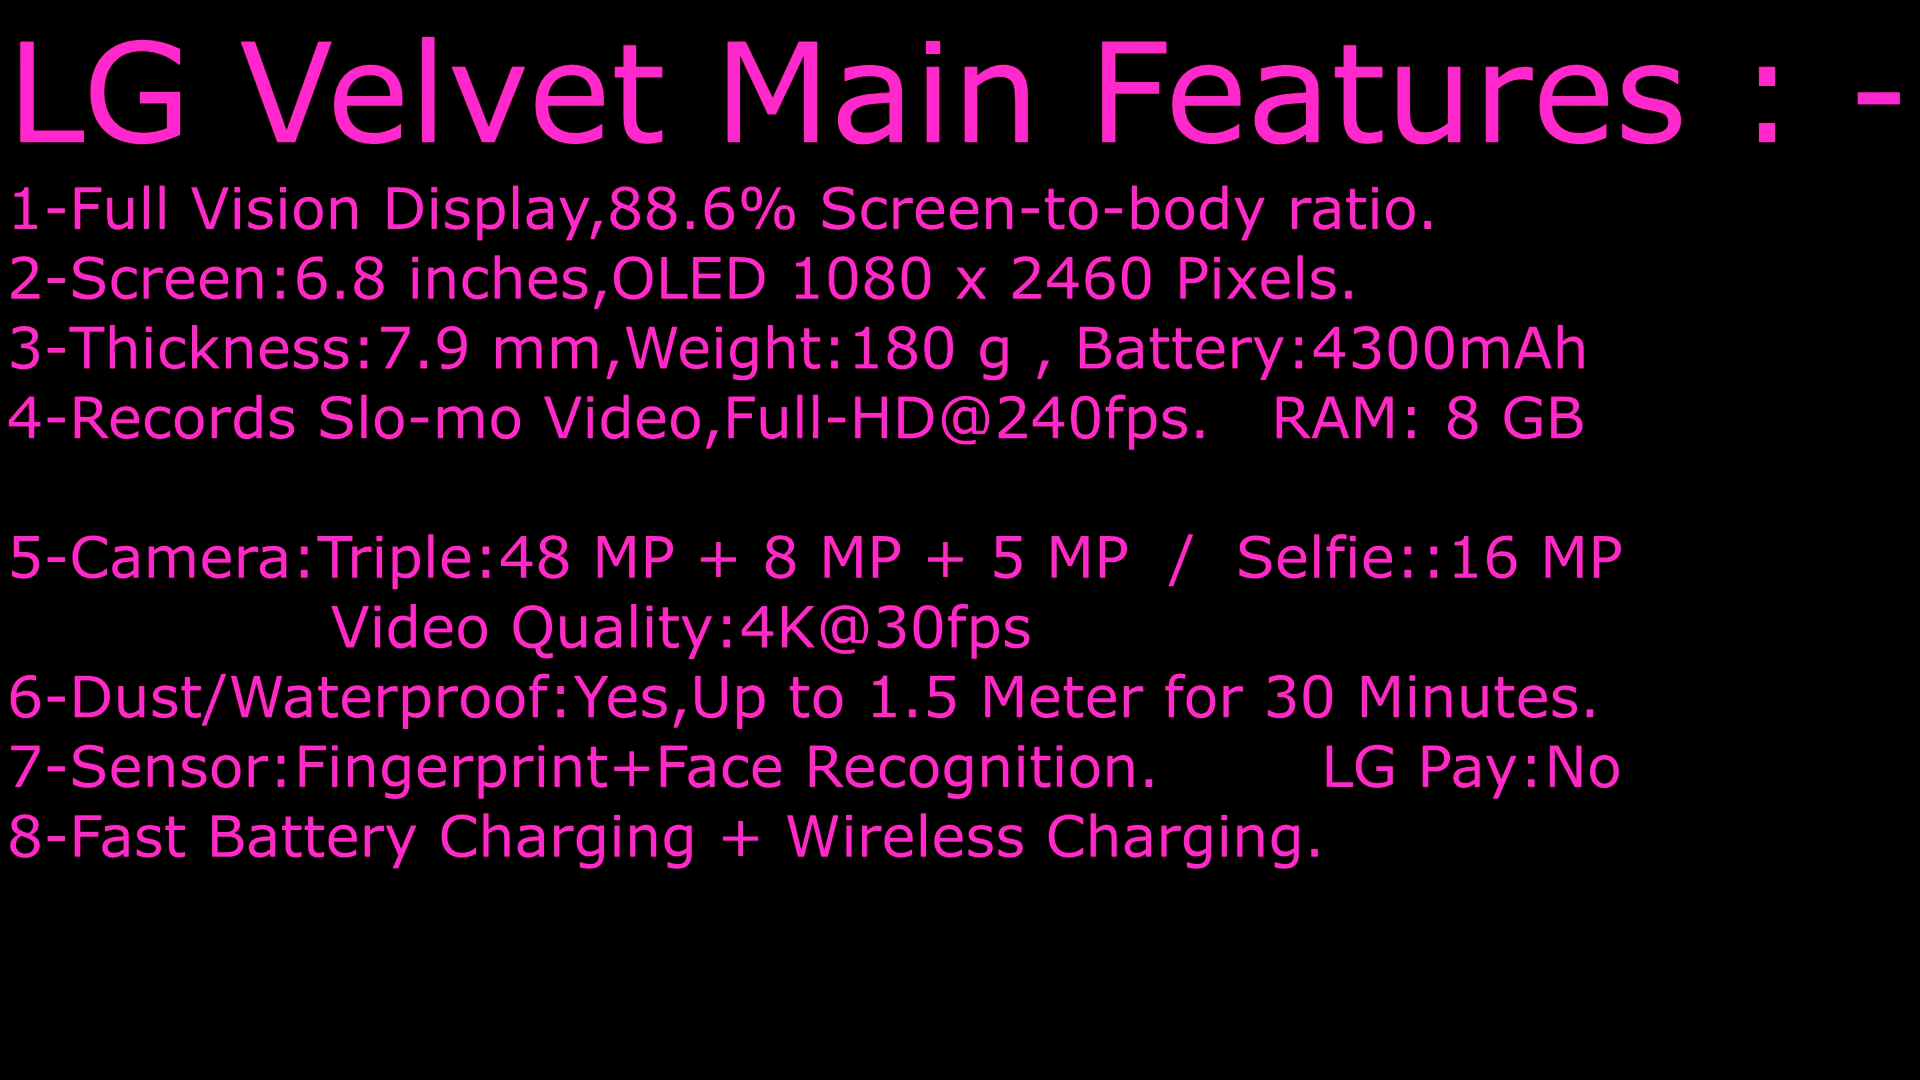 LG Velvet Main Features : -
1-Full Vision Display,88.6% Screen-to-body ratio.
2-Screen:6.8 inches,OLED 1080 x 2460 Pixels.
3-Thickness:7.9 mm,Weight:180 g , Battery:4300mAh
4-Records Slo-mo Video,Full-HD@240fps. RAM: 8 GB
5-Camera:Triple:48 MP + 8 MP + 5 MP / Selfie::16 MP
Video Quality:4K@30fps
6-Dust/Waterproof:Yes,Up to 1.5 Meter for 30 Minutes.
7-Sensor:Fingerprint+Face Recognition. LG Pay:No
8-Fast Battery Charging + Wireless Charging.